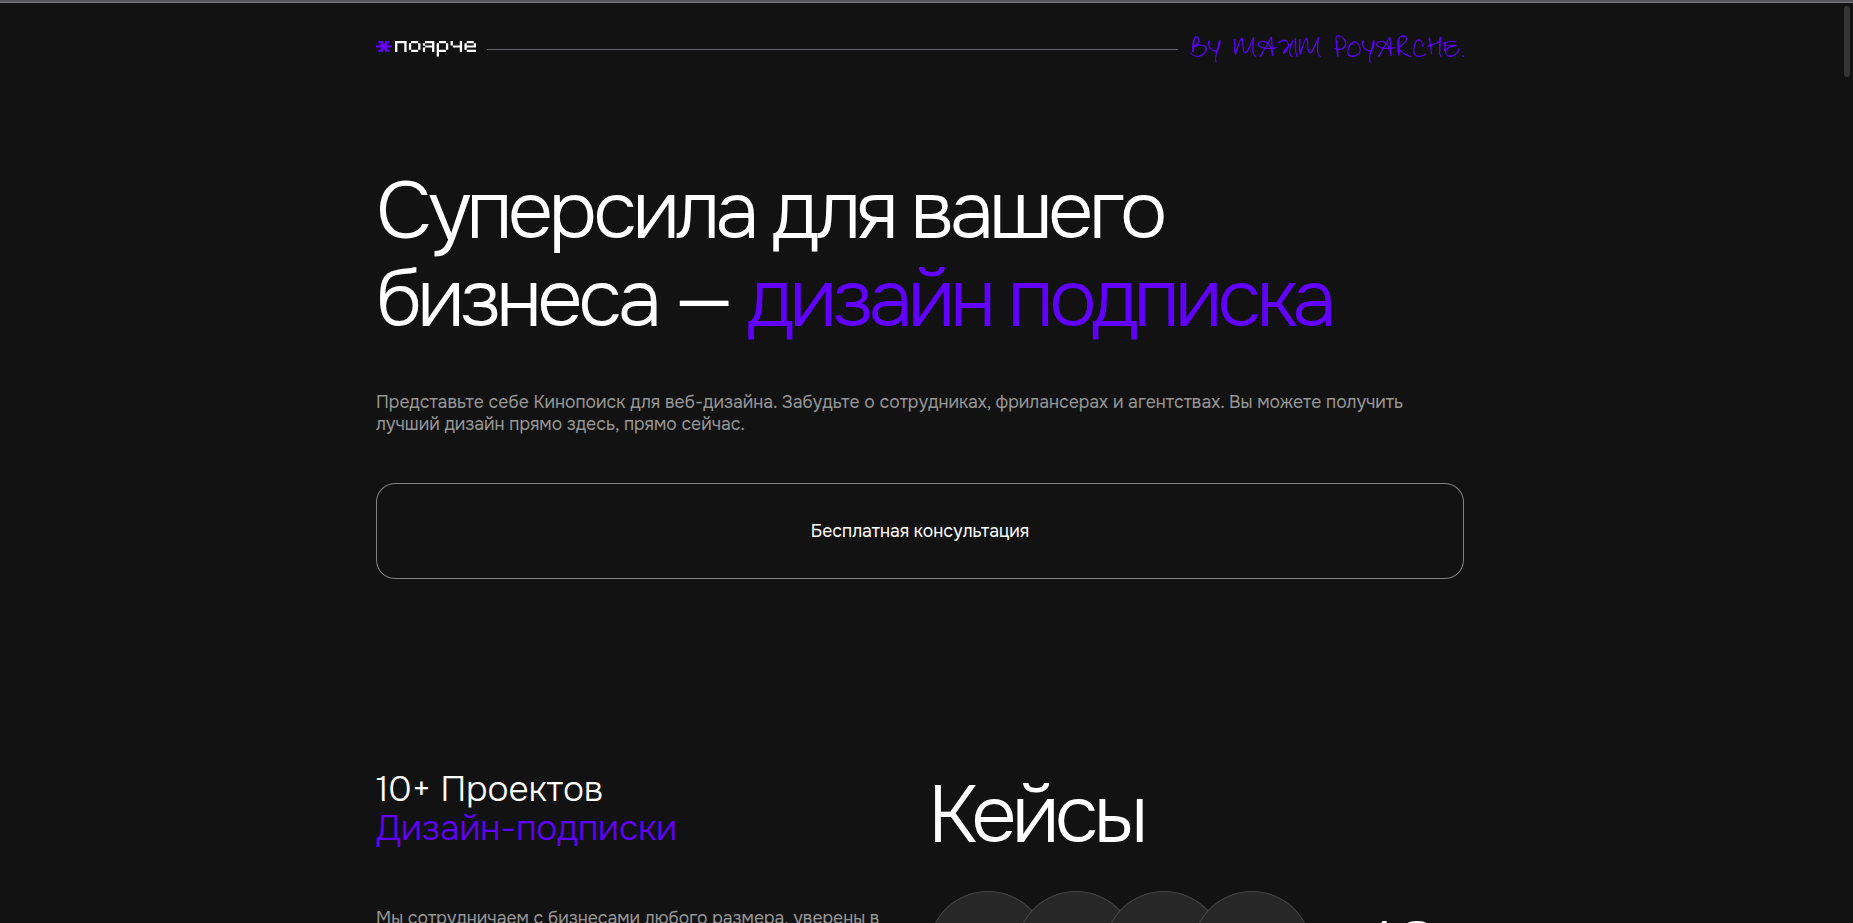 поярче
BY MAXIM POYARCHE.
Суперсила для вашего
бизнеса — дизайн подписка
Представьте себе Кинопоиск для веб-дизайна. Забудьте о сотрудниках, фрилансерах и агентствах. Вы можете получить
лучший дизайн прямо здесь, прямо сейчас.
Бесплатная консультация
10+ Проектов
Дизайн-подписки
Кейсы
Мы сотрудничаем с бизнесами любого размера, уверены в